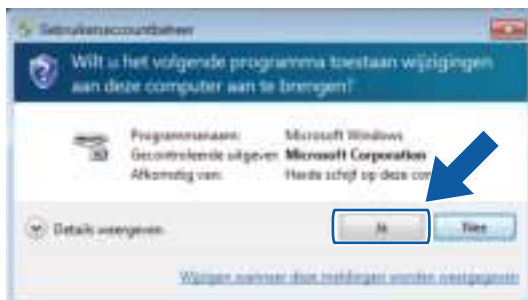 Gebruikersaccountbeheer
Wilt u het volgende programma toestaan wijzigingen
aan deze computer aan te brengen?
Programmanaam: Microsoft Windows
Gecontroleerde uitgever: Microsoft Corporation
Afkomstig van: Harde schijf op deze
Details weergeven
Ja
Nee
Wijzigen wanneer deze meldingen worden weergegeven